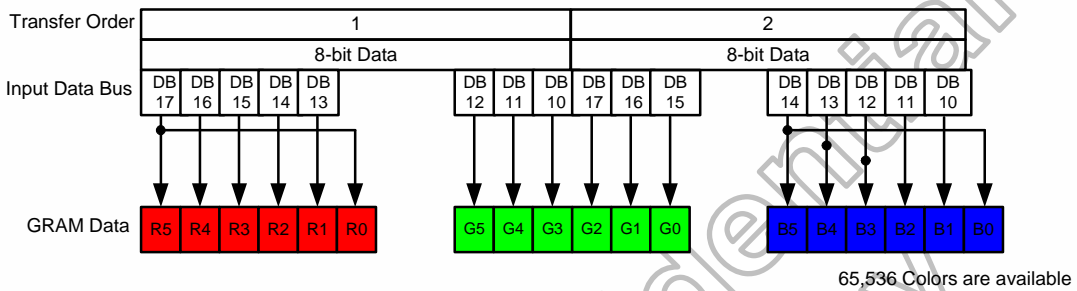 Transfer Order 1 2
8-bit Data 8-bit Data
Input Data Bus DB 17 DB 16 DB 15 DB 14 DB 13 DB 12 DB 11 DB 10 DB 17 DB 16 DB 15 DB 14 DB 13 DB 12 DB 11 DB 10
GRAM Data R5 R4 R3 R2 R1 R0 G5 G4 G3 G2 G1 G0 B5 B4 B3 B2 B1 B0
65,536 Colors are available